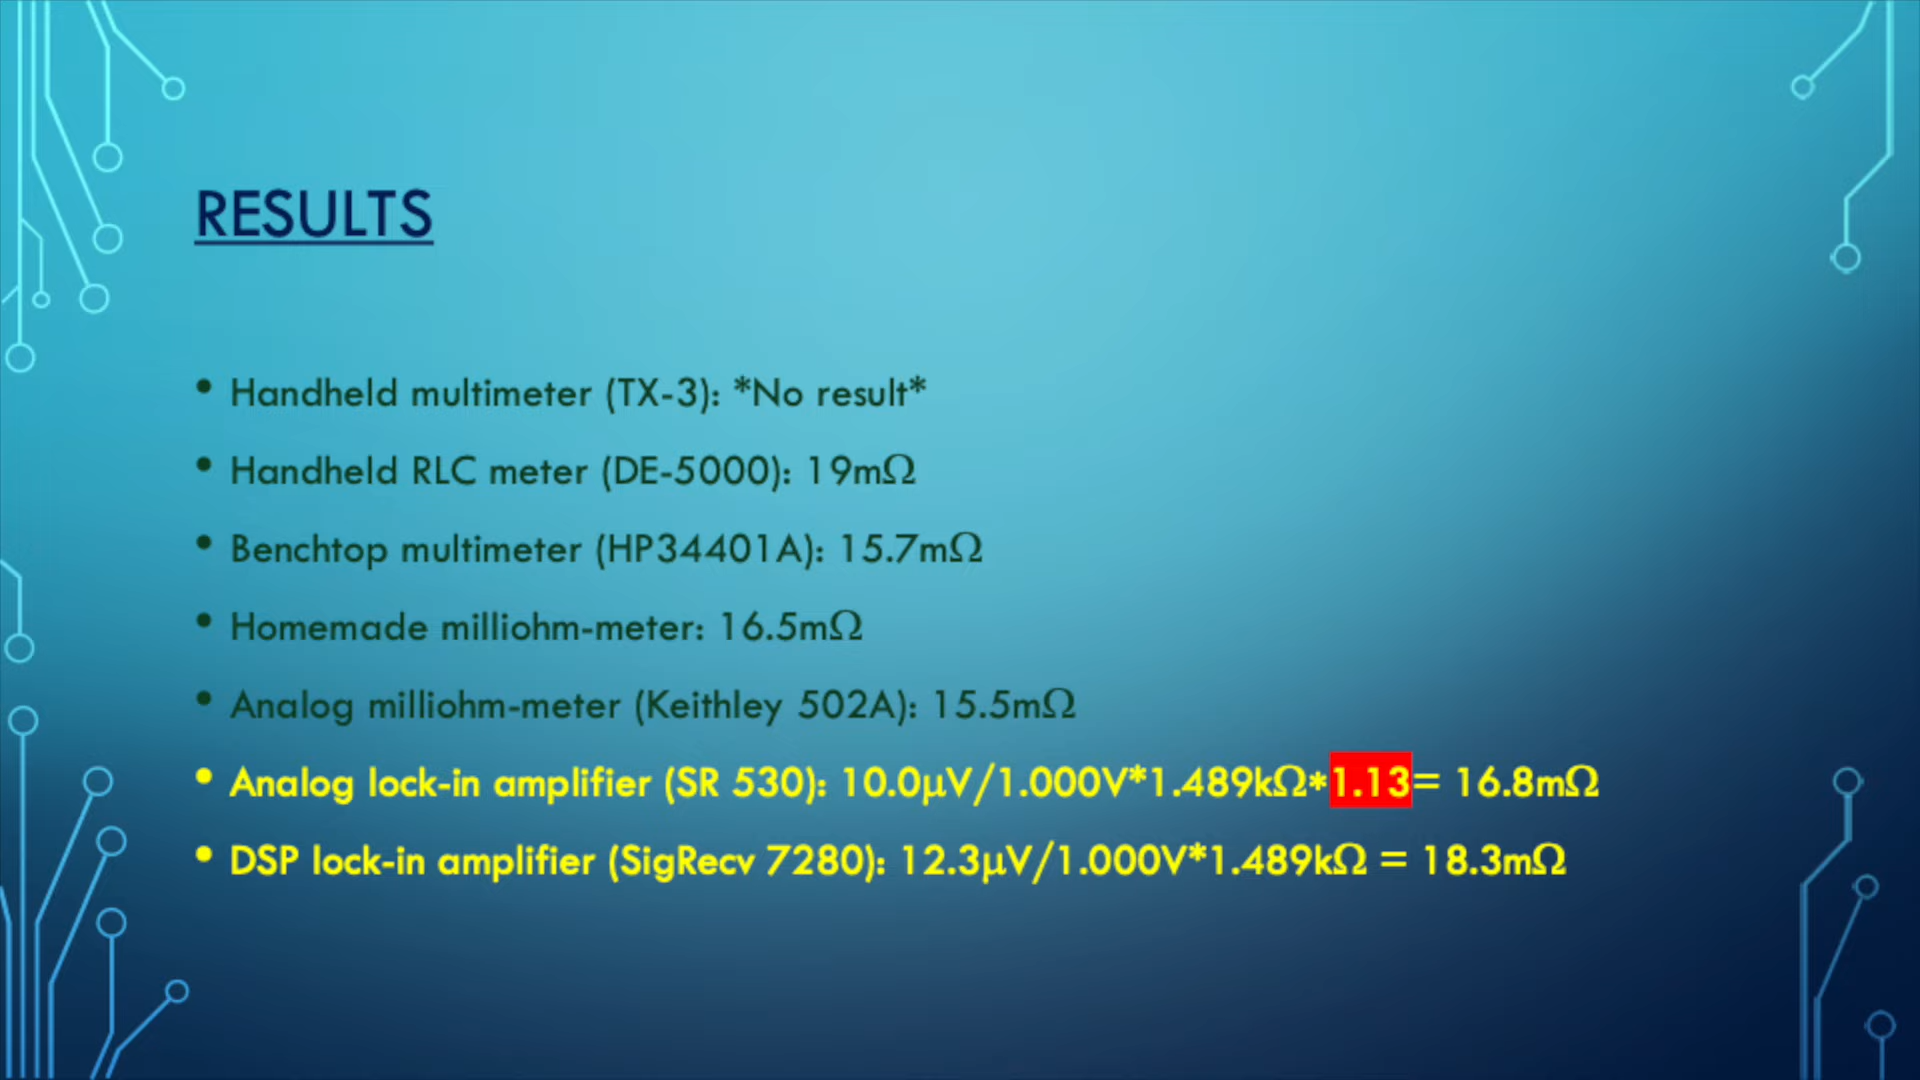 RESULTS
• Handheld multimeter (TX-3): *No result*
• Handheld RLC meter (DE-5000): 19mΩ
• Benchtop multimeter (HP34401A): 15.7mΩ
• Homemade milliohm-meter: 16.5mΩ
• Analog milliohm-meter (Keithley 502A): 15.5mΩ
• Analog lock-in amplifier (SR 530): 10.0µV/1.000V*1.489kΩ*1.13= 16.8mΩ
• DSP lock-in amplifier (SigRecv 7280): 12.3µV/1.000V*1.489kΩ = 18.3mΩ